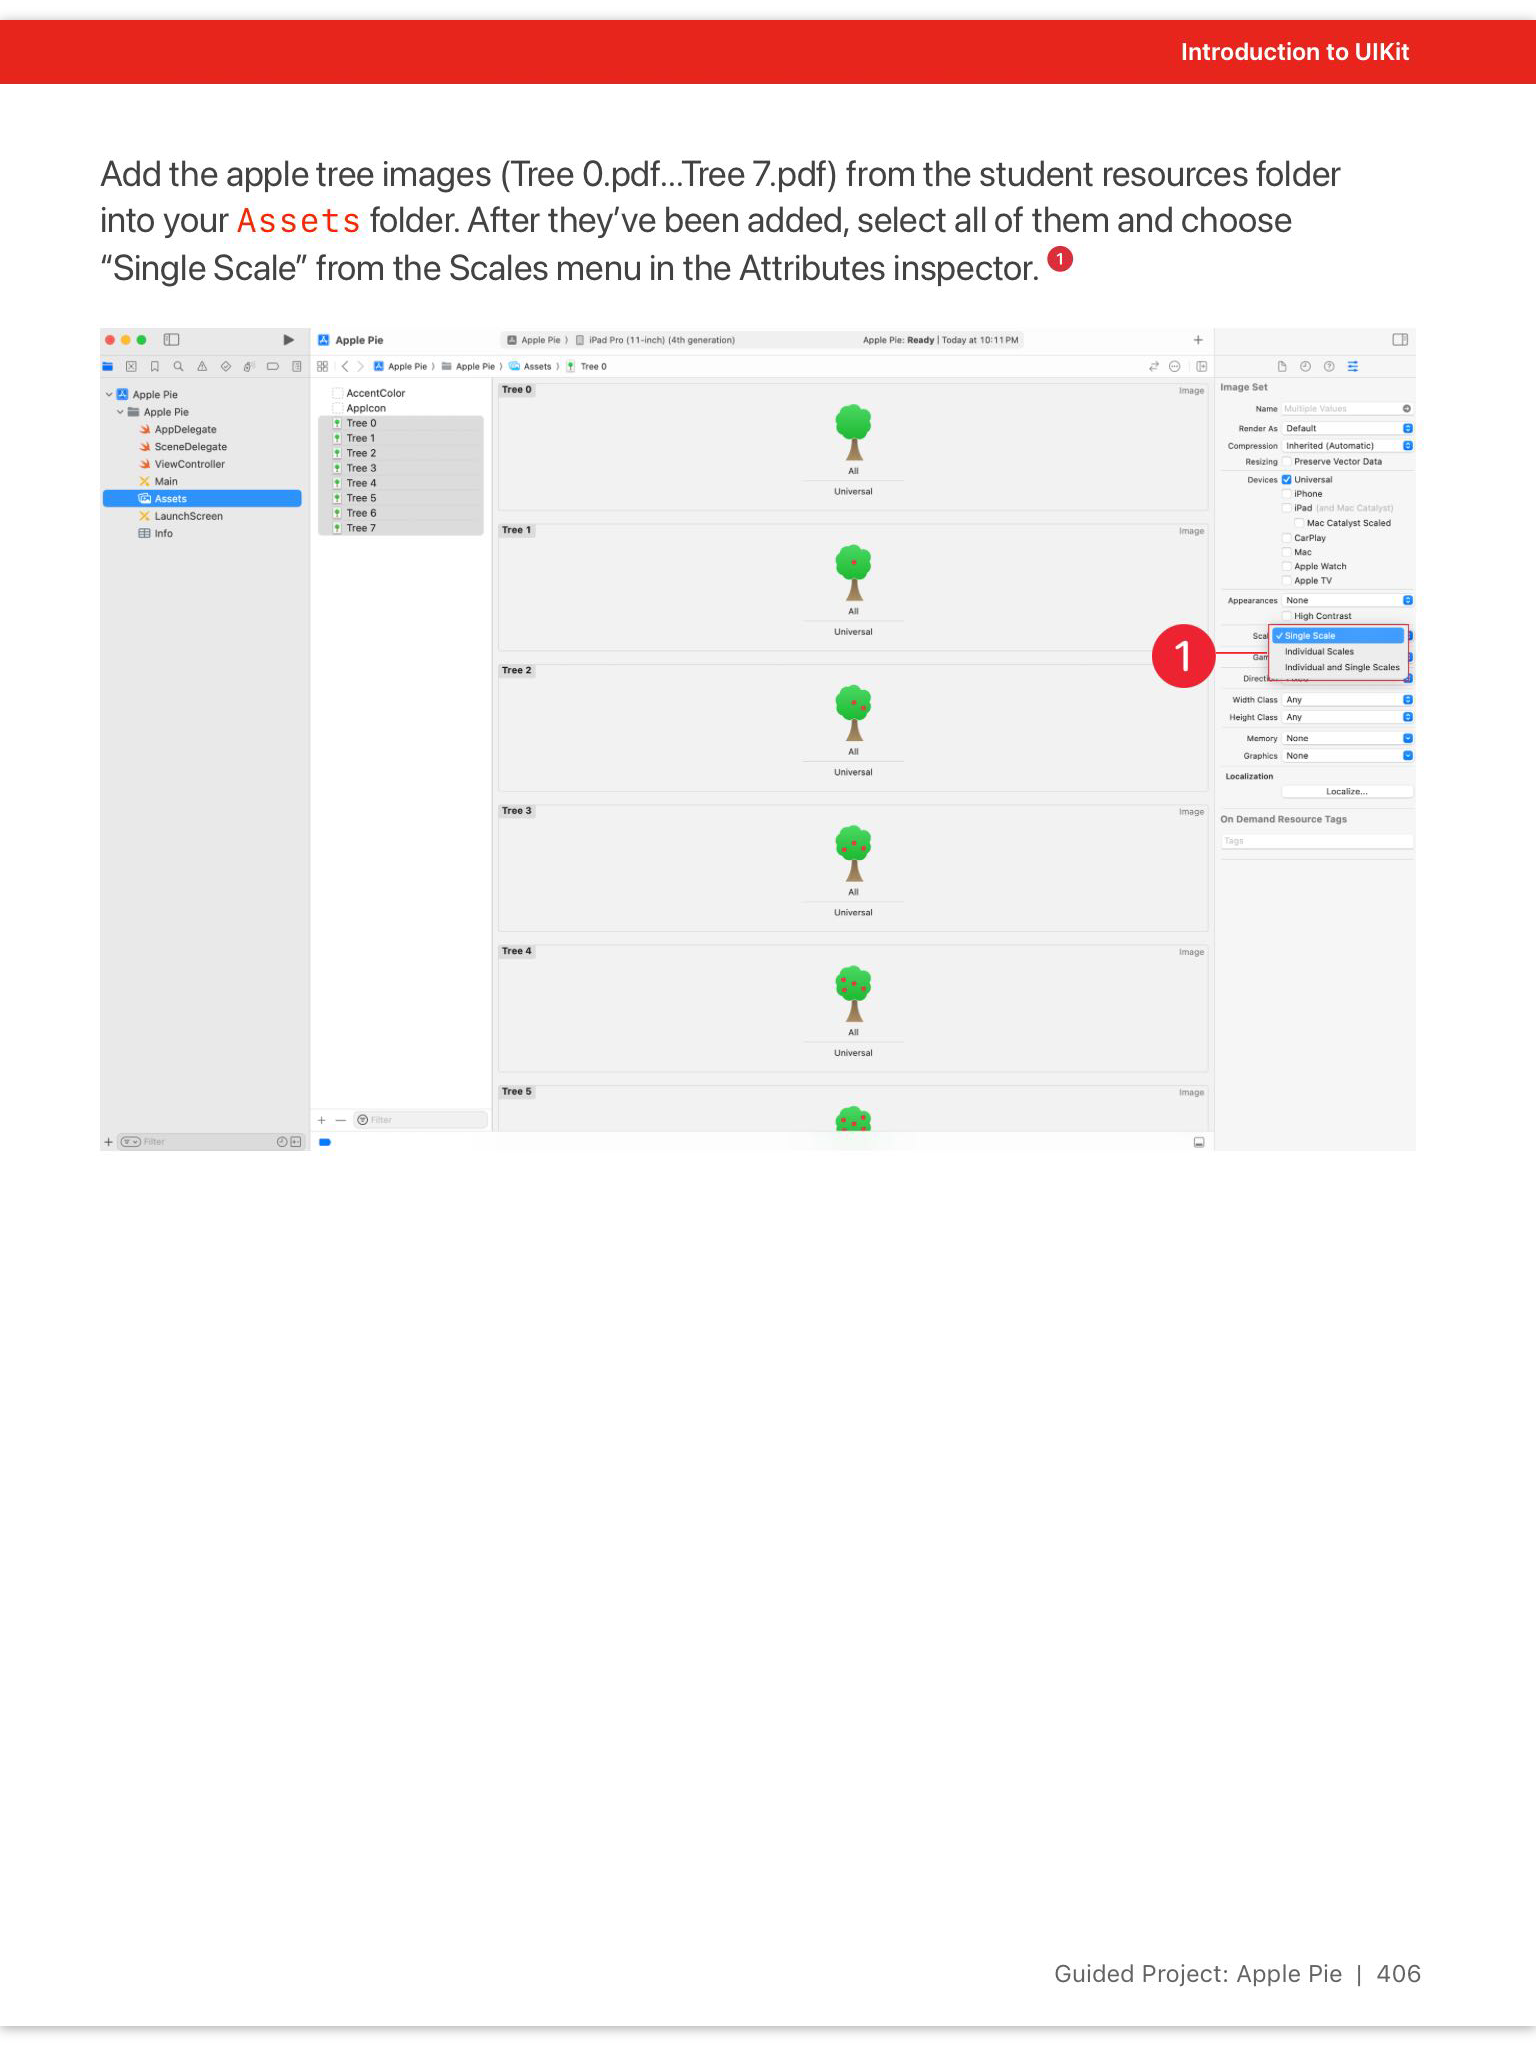 Introduction to UIKit
Add the apple tree images (Tree 0.pdf...Tree 7.pdf) from the student resources folder
into your Assets folder. After they’ve been added, select all of them and choose
“Single Scale” from the Scales menu in the Attributes inspector. 1
Apple Pie
Apple Pie
iPad Pro (11-inch) (4th generation)
Apple Pie: Ready | Today at 10:11 PM
Apple Pie
Apple Pie
Assets
Tree 0
Apple Pie
Apple Pie
AppDelegate
SceneDelegate
ViewController
Main
Assets
LaunchScreen
Info
Filter
AccentColor
AppIcon
Tree 0
Tree 1
Tree 2
Tree 3
Tree 4
Tree 5
Tree 6
Tree 7
Filter
Tree 0
Image
All
Universal
Tree 1
Image
All
Universal
Tree 2
All
Universal
Tree 3
Image
All
Universal
Tree 4
Image
All
Universal
Tree 5
Image
Image Set
Name Multiple Values
Render As Default
Compression Inherited (Automatic)
Resizing Preserve Vector Data
Devices Universal
iPhone
iPad (and Mac Catalyst)
Mac Catalyst Scaled
CarPlay
Mac
Apple Watch
Apple TV
Appearances None
High Contrast
1
Single Scale
Individual Scales
Individual and Single Scales
Width Class Any
Height Class Any
Memory None
Graphics None
Localization
Localize...
On Demand Resource Tags
Tags
Guided Project: Apple Pie | 406